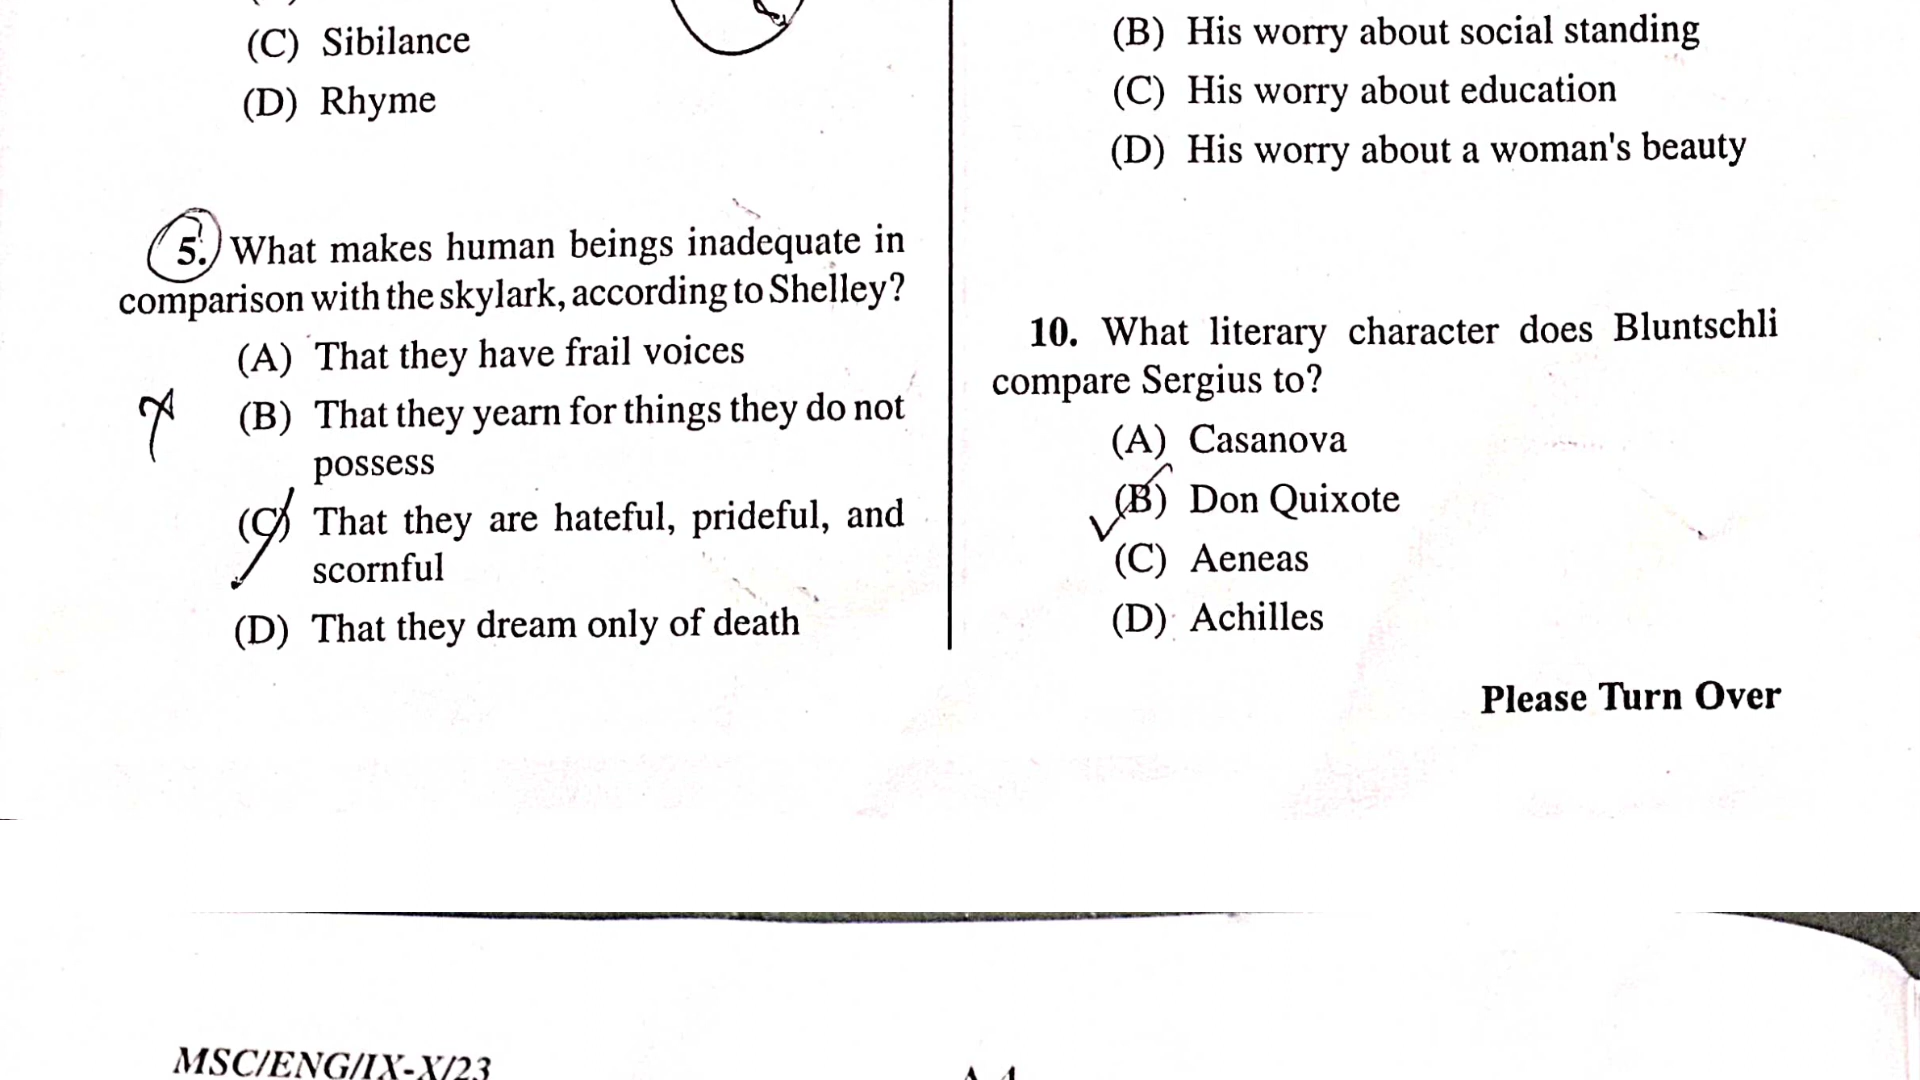 (C) Sibilance
(D) Rhyme
5. What makes human beings inadequate in
comparison with the skylark, according to Shelley?
(A) That they have frail voices
(B) That they yearn for things they do not
possess
(C) That they are hateful, prideful, and
scornful
(D) That they dream only of death
(B) His worry about social standing
(C) His worry about education
(D) His worry about a woman's beauty
10. What literary character does Bluntschli
compare Sergius to?
(A) Casanova
(B) Don Quixote
(C) Aeneas
(D) Achilles
Please Turn Over
MSC/ENG/IX-X/23